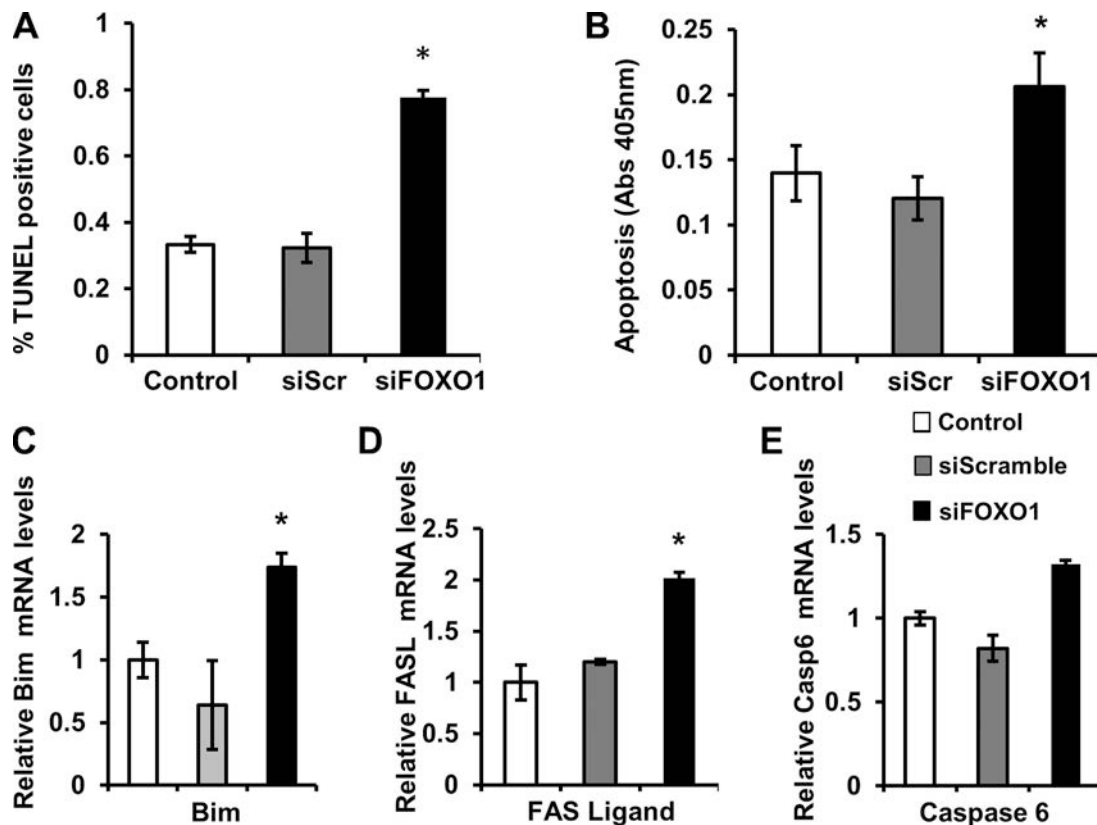 A
% TUNEL positive cells
*
1
0.8
0.6
0.4
0.2
0
Control siScr siFOXO1
B
Apoptosis (Abs 405nm)
*
0.25
0.2
0.15
0.1
0.05
0
Control siScr siFOXO1
Control
siScramble
siFOXO1
C
Relative Bim mRNA levels
*
2
1.5
1
0.5
0
Bim
D
Relative FASL mRNA levels
*
2.5
2
1.5
1
0.5
0
FAS Ligand
E
Relative Casp6 mRNA levels
1.5
1
0.5
0
Caspase 6